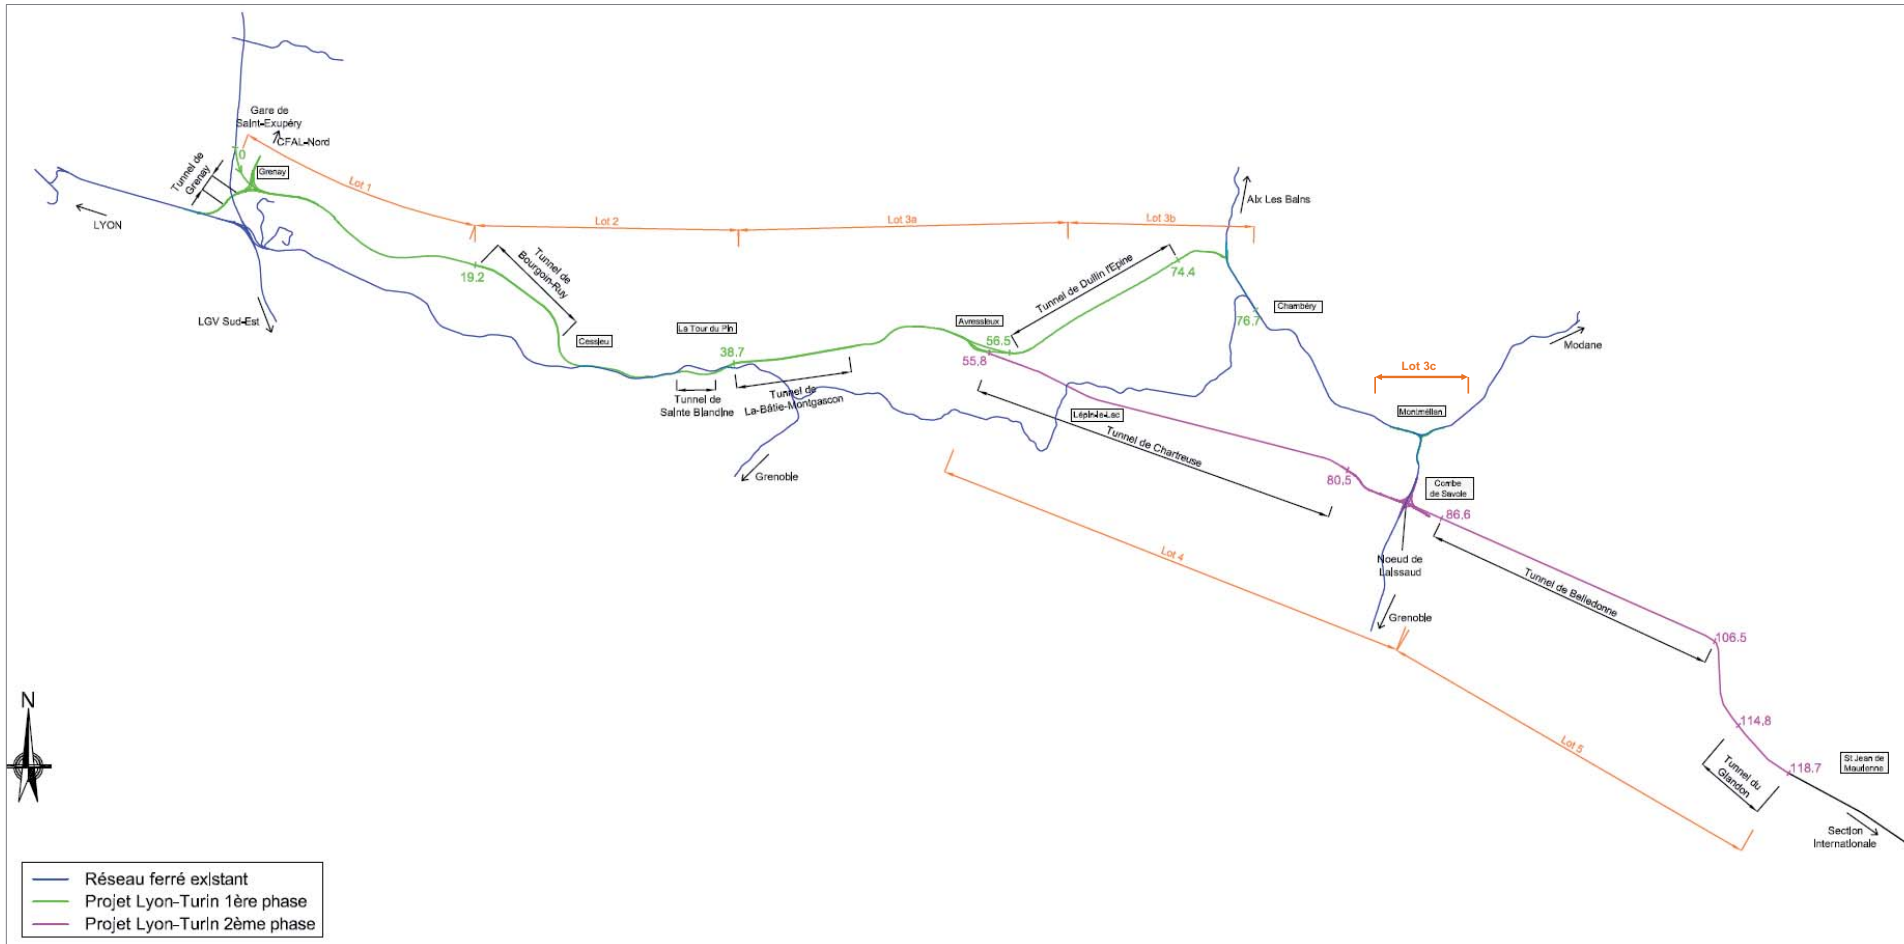 Gare de
Saint-Exupéry
CFAL-Nord
0
Tunnel de
Grenay
Grenay
LYON
Lot 1
Lot 2
Lot 3a
Lot 3b
Aix Les Bains
19.2
Tunnel de
Bourgoin-Ruy
LGV Sud-Est
Cessieu
La Tour du Pin
38.7
Tunnel de
Sainte Blandine
Tunnel de
La-Bâtie-Montgascon
Grenoble
Avressieux
56.5
55.8
Tunnel de Dullin l'Epine
74.4
76.7
Chambéry
Modane
Lot 3c
Montmélian
Lépin-le-Lac
Tunnel de Chartreuse
80.5
Combe
de Savoie
86.6
Noeud de
Laissaud
Grenoble
Lot 4
Tunnel de Belledonne
106.5
114.8
118.7
Lot 5
Tunnel du
Glandon
St Jean de
Maurienne
Section
Internationale
N
Réseau ferré existant
Projet Lyon-Turin 1ère phase
Projet Lyon-Turin 2ème phase